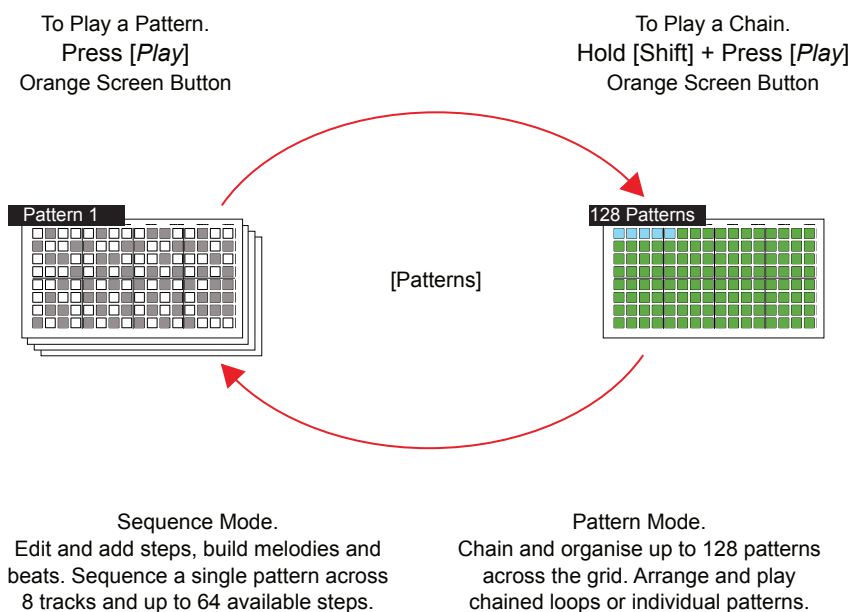 To Play a Pattern.
Press [Play]
Orange Screen Button
To Play a Chain.
Hold [Shift] + Press [Play]
Orange Screen Button
Pattern 1
128 Patterns
[Patterns]
Sequence Mode.
Edit and add steps, build melodies and
beats. Sequence a single pattern across
8 tracks and up to 64 available steps.
Pattern Mode.
Chain and organise up to 128 patterns
across the grid. Arrange and play
chained loops or individual patterns.